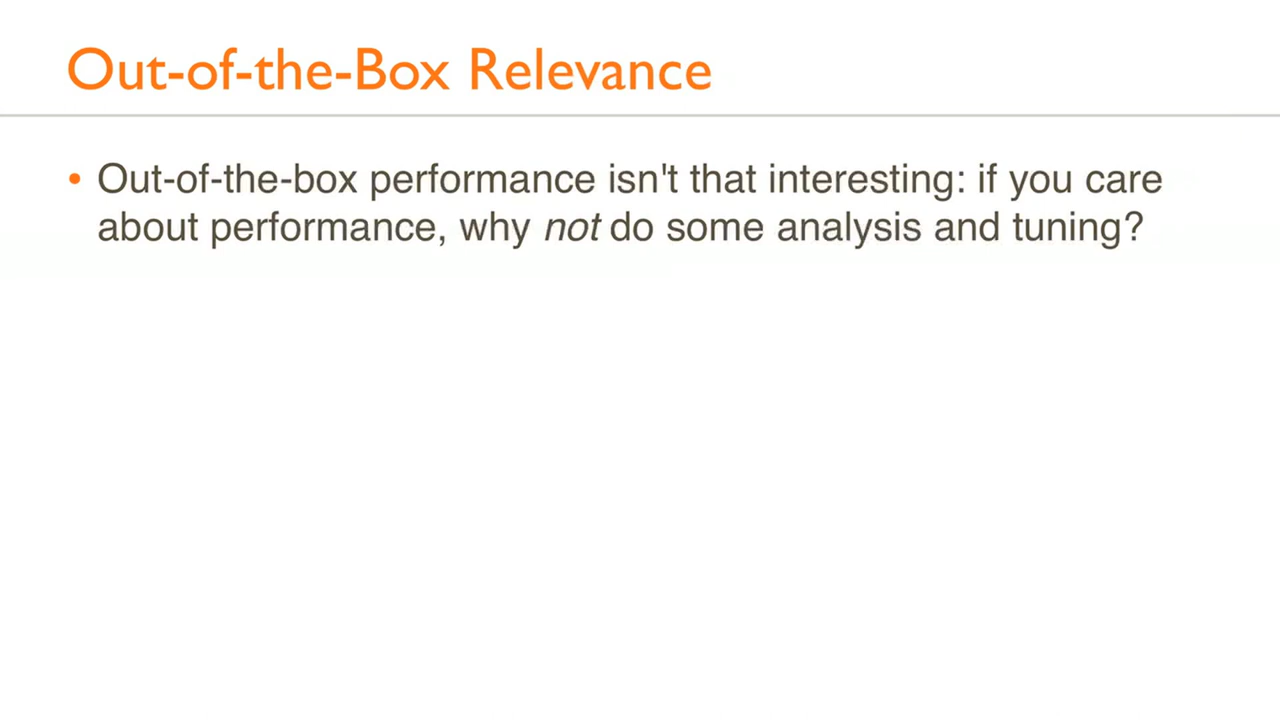 Out-of-the-Box Relevance
• Out-of-the-box performance isn't that interesting: if you care
about performance, why not do some analysis and tuning?